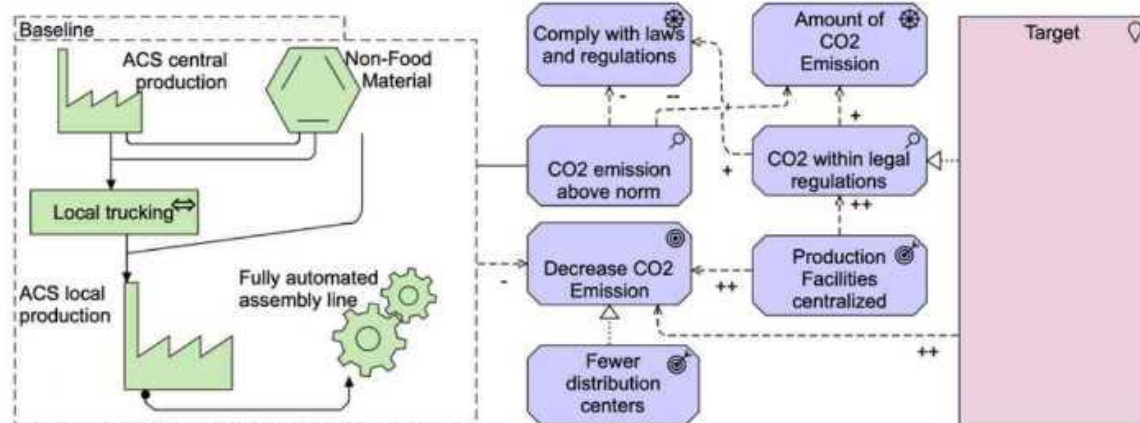 Baseline
ACS central
production
Non-Food
Material
Local trucking
ACS local
production
Fully automated
assembly line
Comply with laws
and regulations
Amount of
CO2
Emission
-
--
+
+
CO2 emission
above norm
CO2 within legal
regulations
++
-
Decrease CO2
Emission
++
Production
Facilities
centralized
++
Fewer
distribution
centers
Target